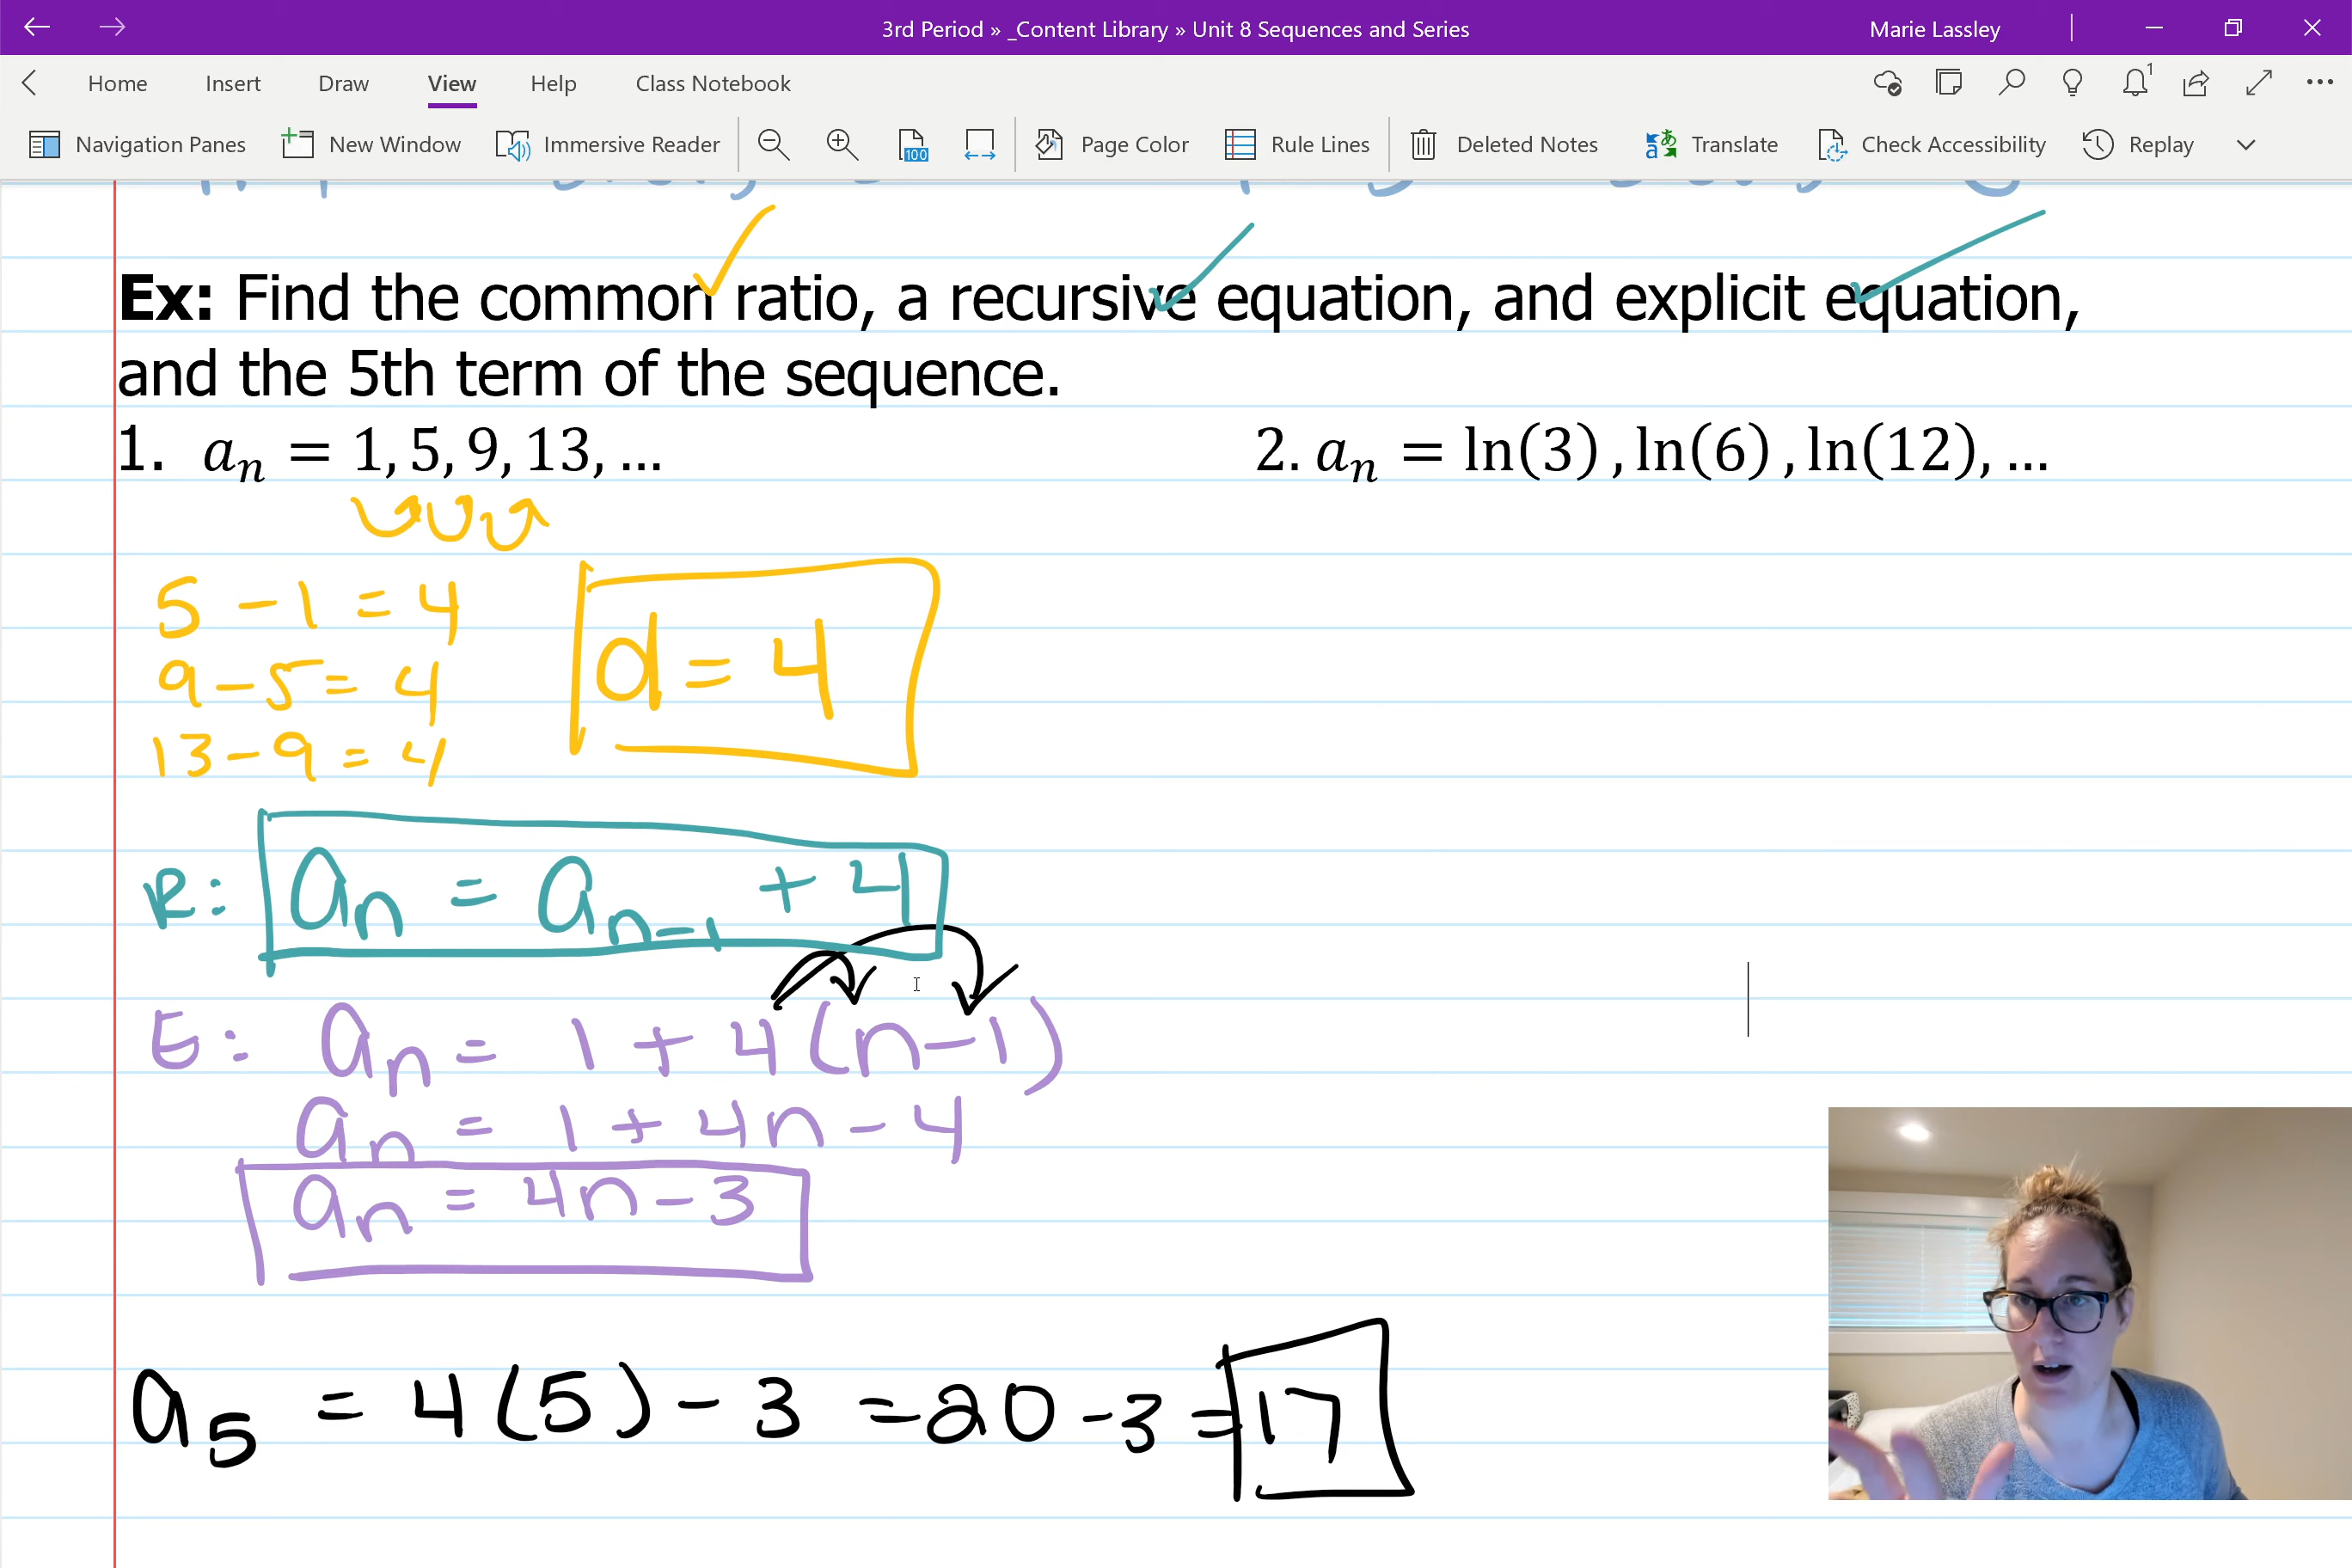 3rd Period » _Content Library » Unit 8 Sequences and Series
Marie Lassley
Home Insert Draw View Help Class Notebook
1
Navigation Panes New Window Immersive Reader 100 Page Color Rule Lines Deleted Notes Translate Check Accessibility Replay
Ex: Find the common ratio, a recursive equation, and explicit equation,
and the 5th term of the sequence.
1. aₙ = 1, 5, 9, 13, ...
2. aₙ = ln(3), ln(6), ln(12), ...
5 - 1 = 4
9 - 5 = 4
13 - 9 = 4
d = 4
R: aₙ = aₙ₋₁ + 4
E: aₙ = 1 + 4(n - 1)
aₙ = 1 + 4n - 4
aₙ = 4n - 3
a₅ = 4(5) - 3 = 20 - 3 = 17